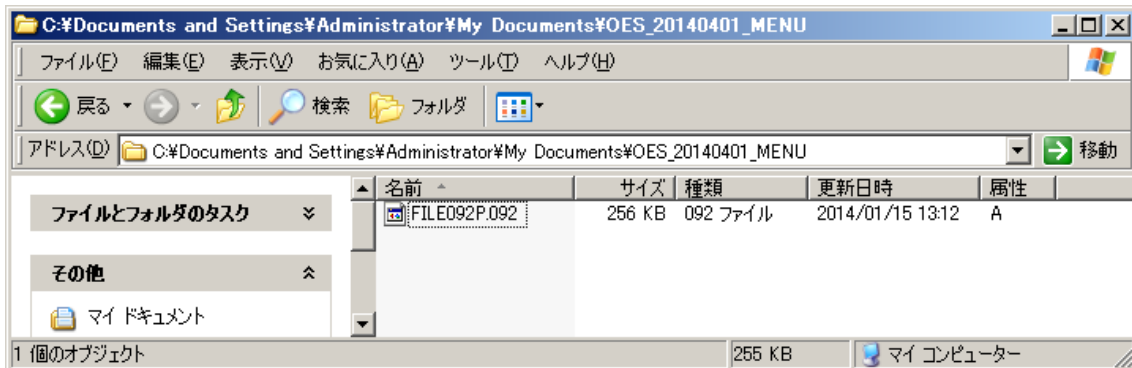 C:¥Documents and Settings¥Administrator¥My Documents¥OES_20140401_MENU
ファイル(F) 編集(E) 表示(V) お気に入り(A) ツール(T) ヘルプ(H)
戻る 検索 フォルダ
アドレス(D) C:¥Documents and Settings¥Administrator¥My Documents¥OES_20140401_MENU 移動
名前 サイズ 種類 更新日時 属性
ファイルとフォルダのタスク
FILE092P.092 256 KB 092 ファイル 2014/01/15 13:12 A
その他
マイ ドキュメント
1 個のオブジェクト 255 KB マイ コンピューター